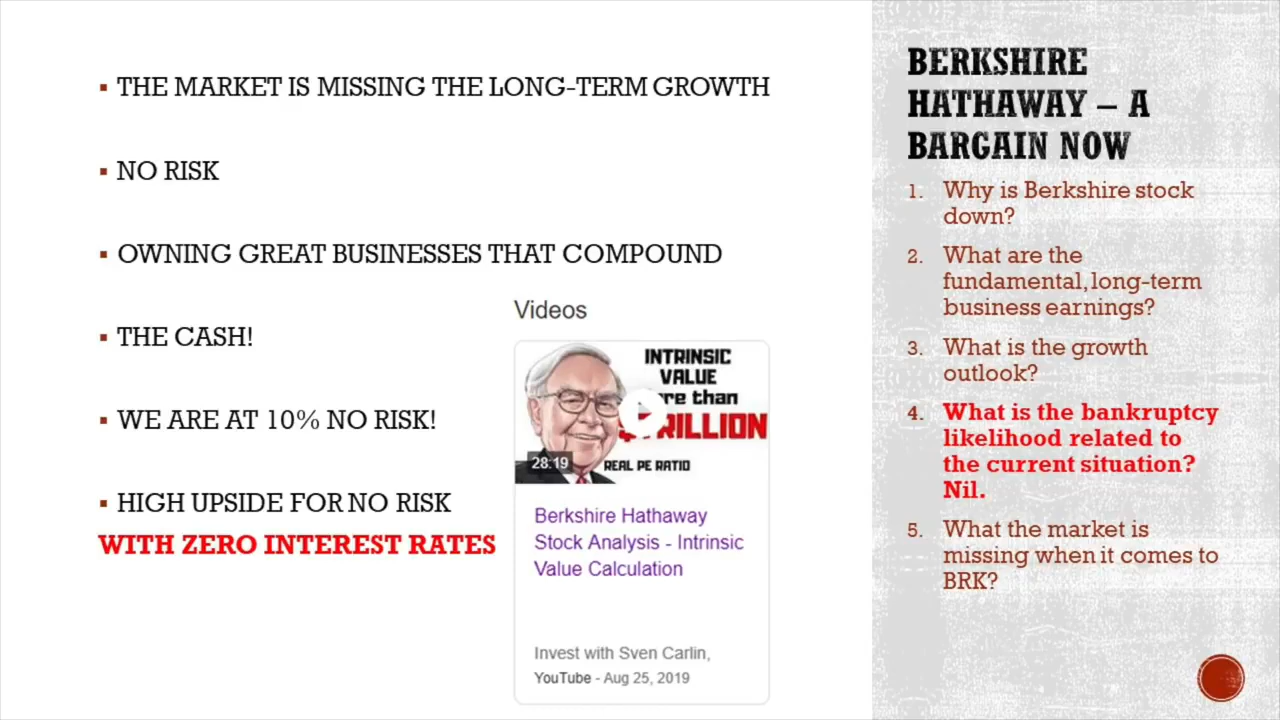 THE MARKET IS MISSING THE LONG-TERM GROWTH
NO RISK
OWNING GREAT BUSINESSES THAT COMPOUND
THE CASH!
WE ARE AT 10% NO RISK!
HIGH UPSIDE FOR NO RISK
WITH ZERO INTEREST RATES
Videos
INTRINSIC
VALUE
than
28:19
REAL PE RATIO
Berkshire Hathaway
Stock Analysis - Intrinsic
Value Calculation
Invest with Sven Carlin,
YouTube - Aug 25, 2019
BERKSHIRE
HATHAWAY – A
BARGAIN NOW
1. Why is Berkshire stock
down?
2. What are the
fundamental, long-term
business earnings?
3. What is the growth
outlook?
4. What is the bankruptcy
likelihood related to
the current situation?
Nil.
5. What the market is
missing when it comes to
BRK?